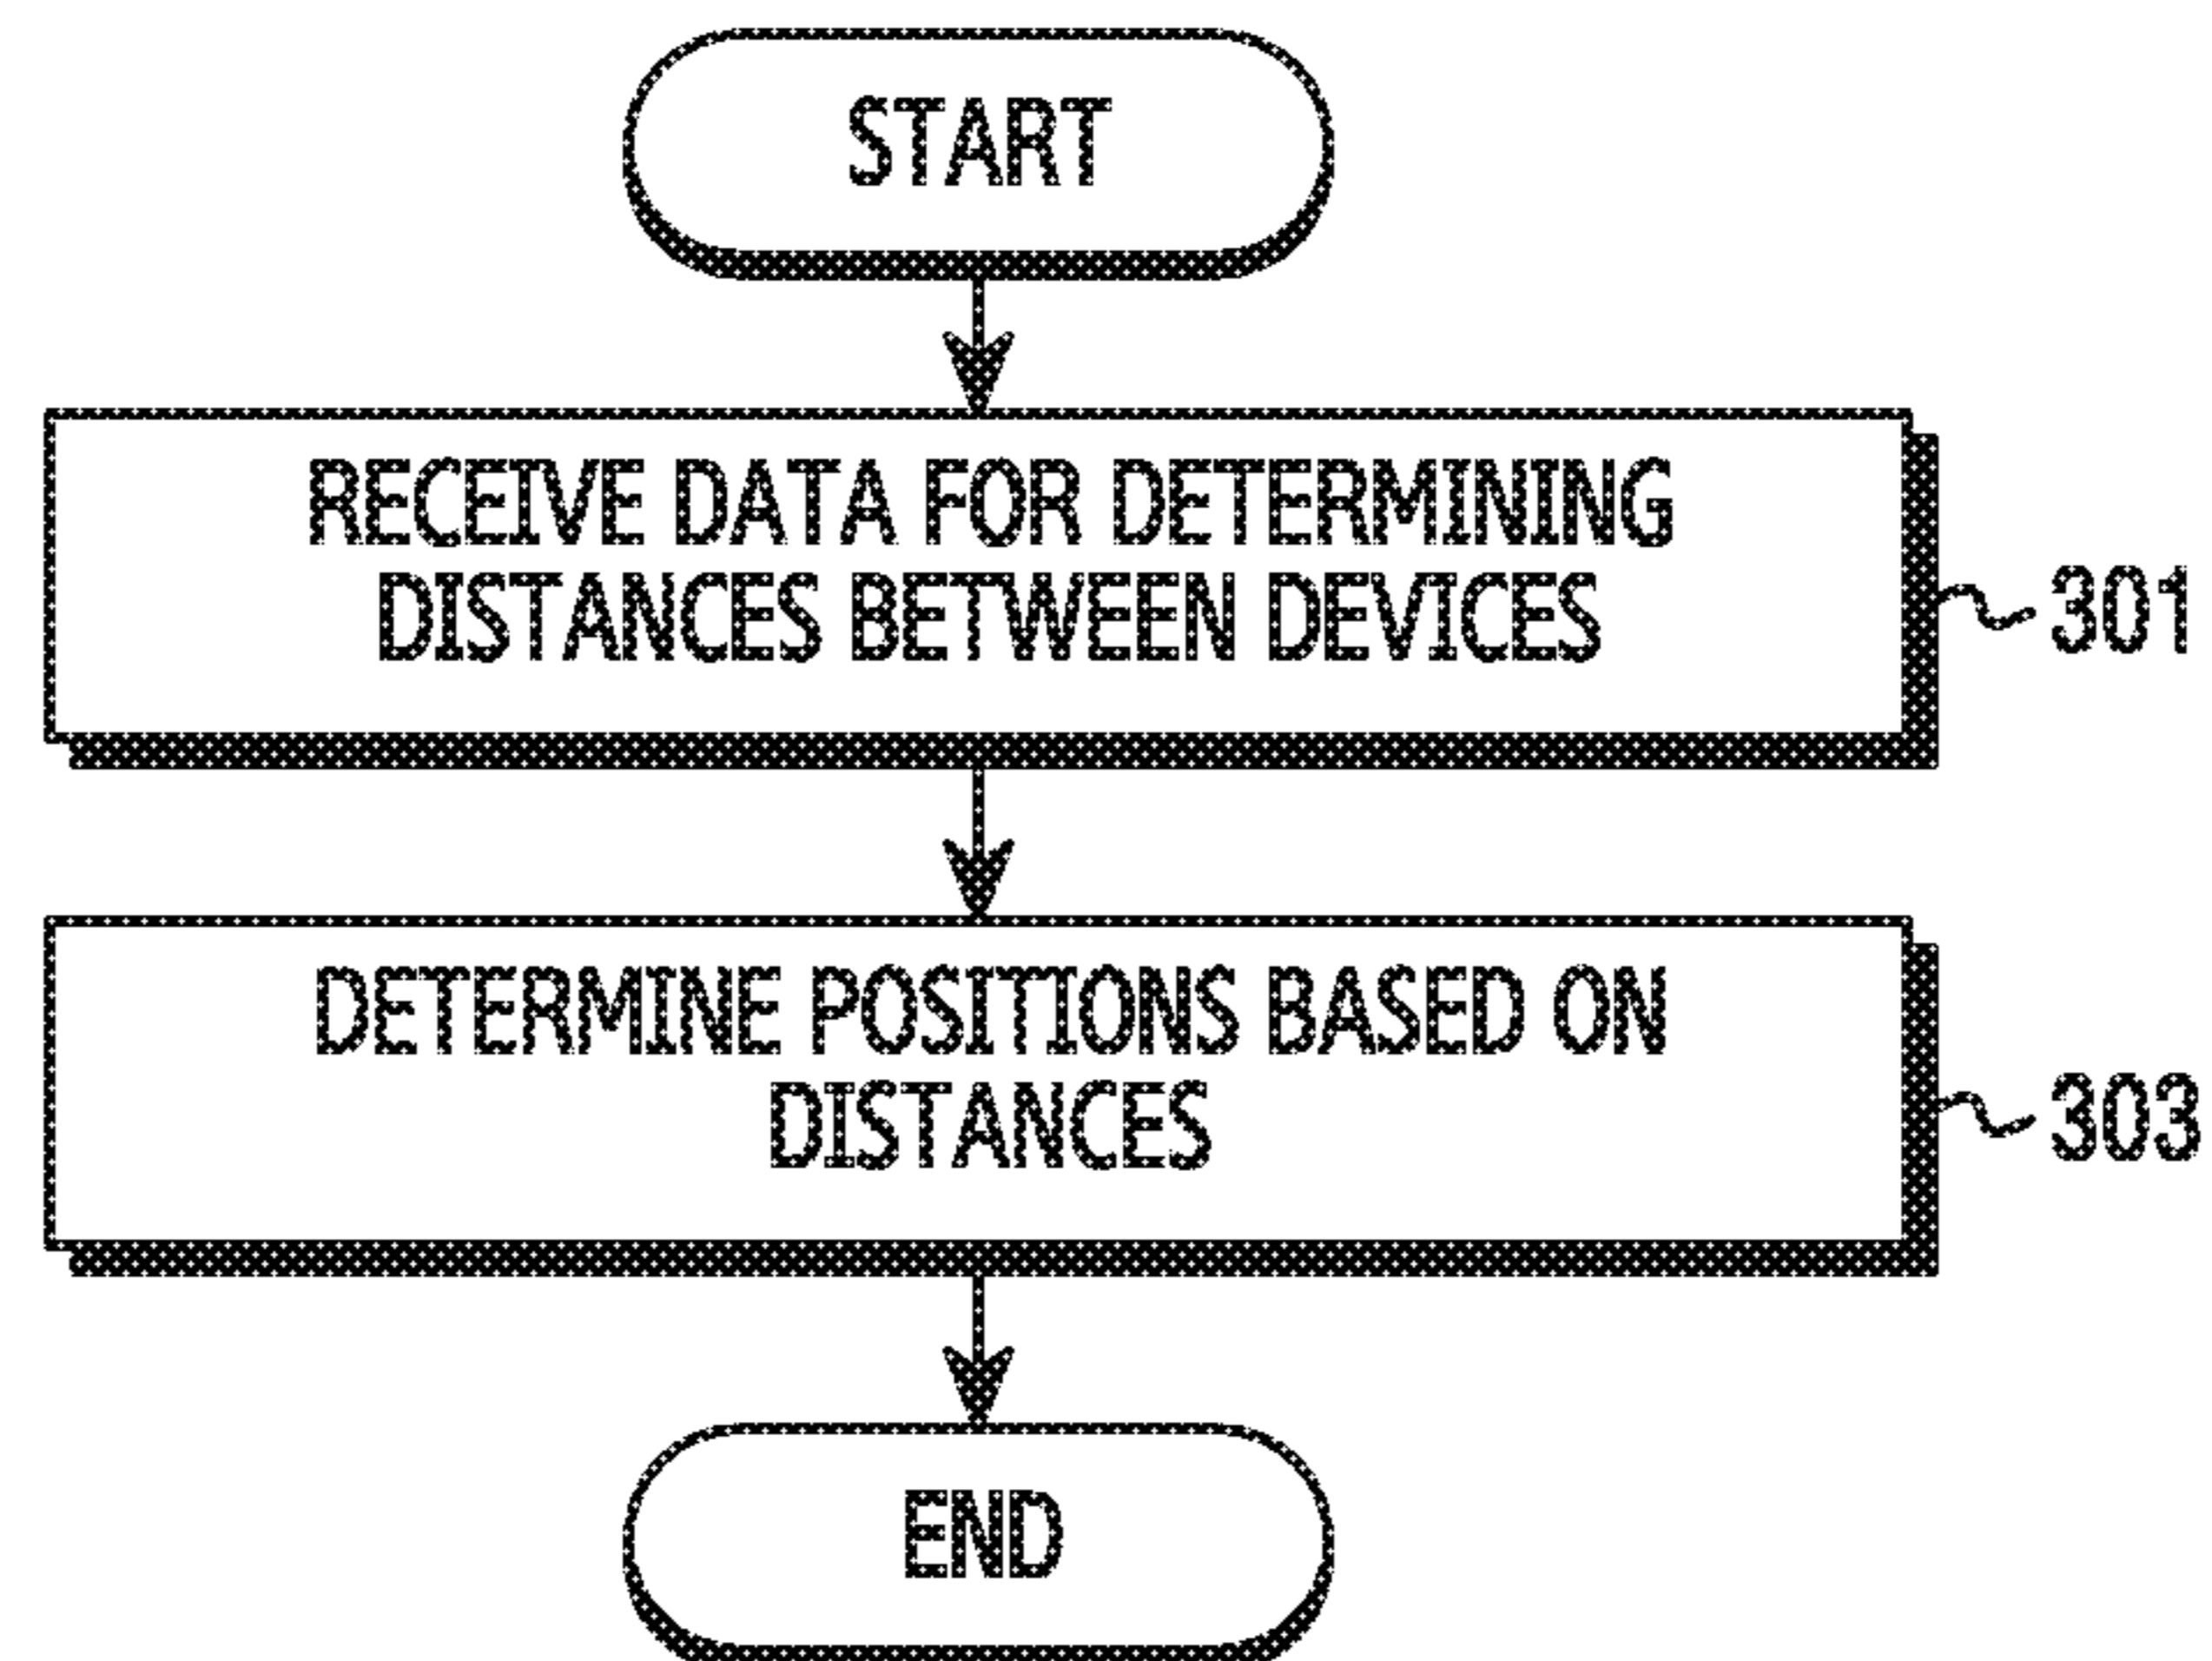 START
RECEIVE DATA FOR DETERMINING
DISTANCES BETWEEN DEVICES
301
DETERMINE POSITIONS BASED ON
DISTANCES
303
END